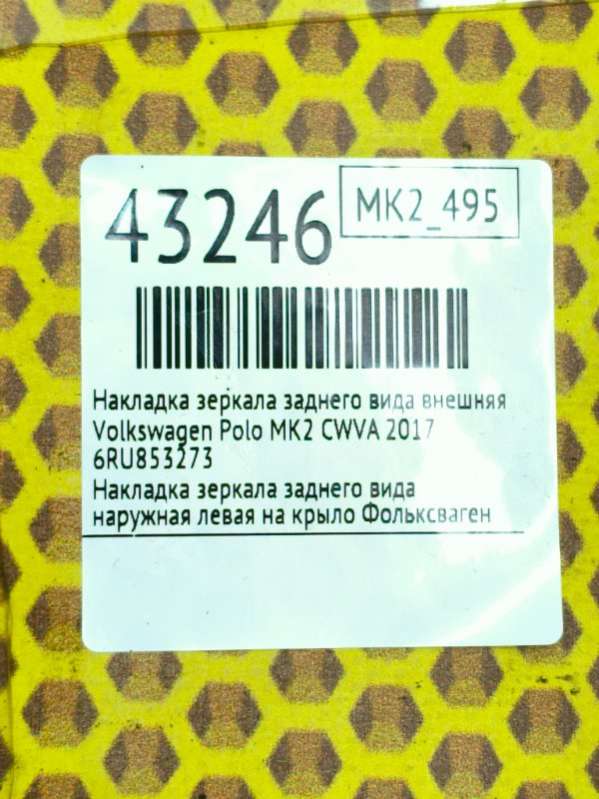 43246
MK2_495
Накладка зеркала заднего вида внешняя
Volkswagen Polo MK2 CWVA 2017
6RU853273
Накладка зеркала заднего вида
наружная левая на крыло Фольксваген